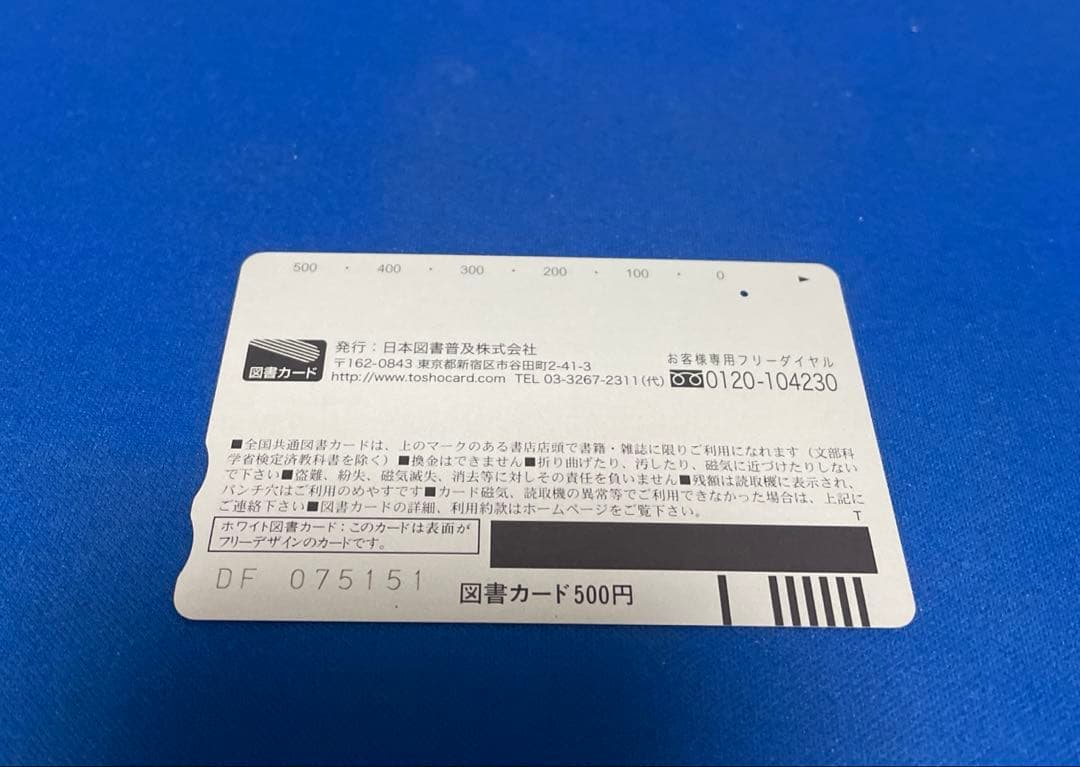 500 ・ 400 ・ 300 ・ 200 ・ 100 ・ 0
図書カード
発行：日本図書普及株式会社
〒162-0843 東京都新宿区市谷田町2-41-3
http://www.toshocard.com TEL 03-3267-2311(代)
お客様専用フリーダイヤル
0120-104230
■全国共通図書カードは、上のマークのある書店店頭で書籍・雑誌に限りご利用になれます（文部科
学省検定済教科書を除く）■換金はできません■折り曲げたり、汚したり、磁気に近づけたりしない
で下さい■盗難、紛失、磁気滅失、消去等に対しその責任を負いません■残額は読取機に表示され、
パンチ穴はご利用のめやすです■カード磁気、読取機の異常等でご利用できなかった場合は、上記に
ご連絡下さい■図書カードの詳細、利用約款はホームページをご覧下さい。
T
ホワイト図書カード：このカードは表面が
フリーデザインのカードです。
DF 075151
図書カード500円